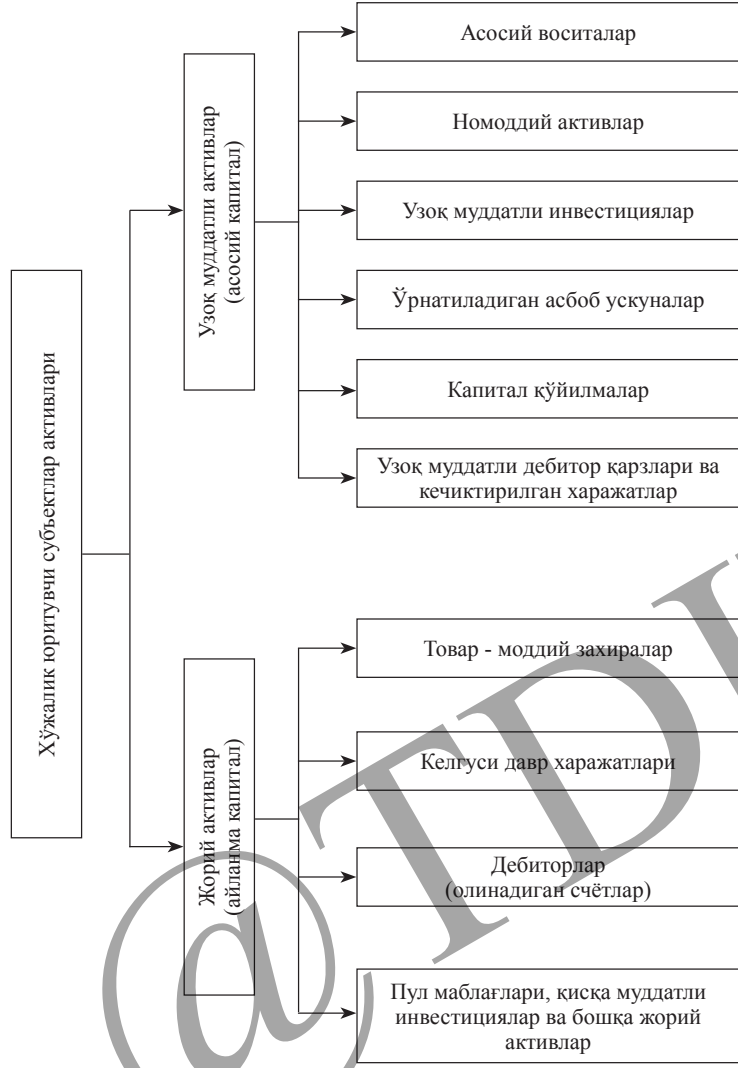 Хўжалик юритувчи субъектлар активлари
Узоқ муддатли активлар
(асосий капитал)
Асосий воситалар
Номоддий активлар
Узоқ муддатли инвестициялар
Ўрнатиладиган асбоб ускуналар
Капитал қўйилмалар
Узоқ муддатли дебитор қарзлари ва
кечиктирилган харажатлар
Жорий активлар
(айланма капитал)
Товар - моддий захиралар
Келгуси давр харажатлари
Дебиторлар
(олинадиган счётлар)
Пул маблағлари, қисқа муддатли
инвестициялар ва бошқа жорий
активлар